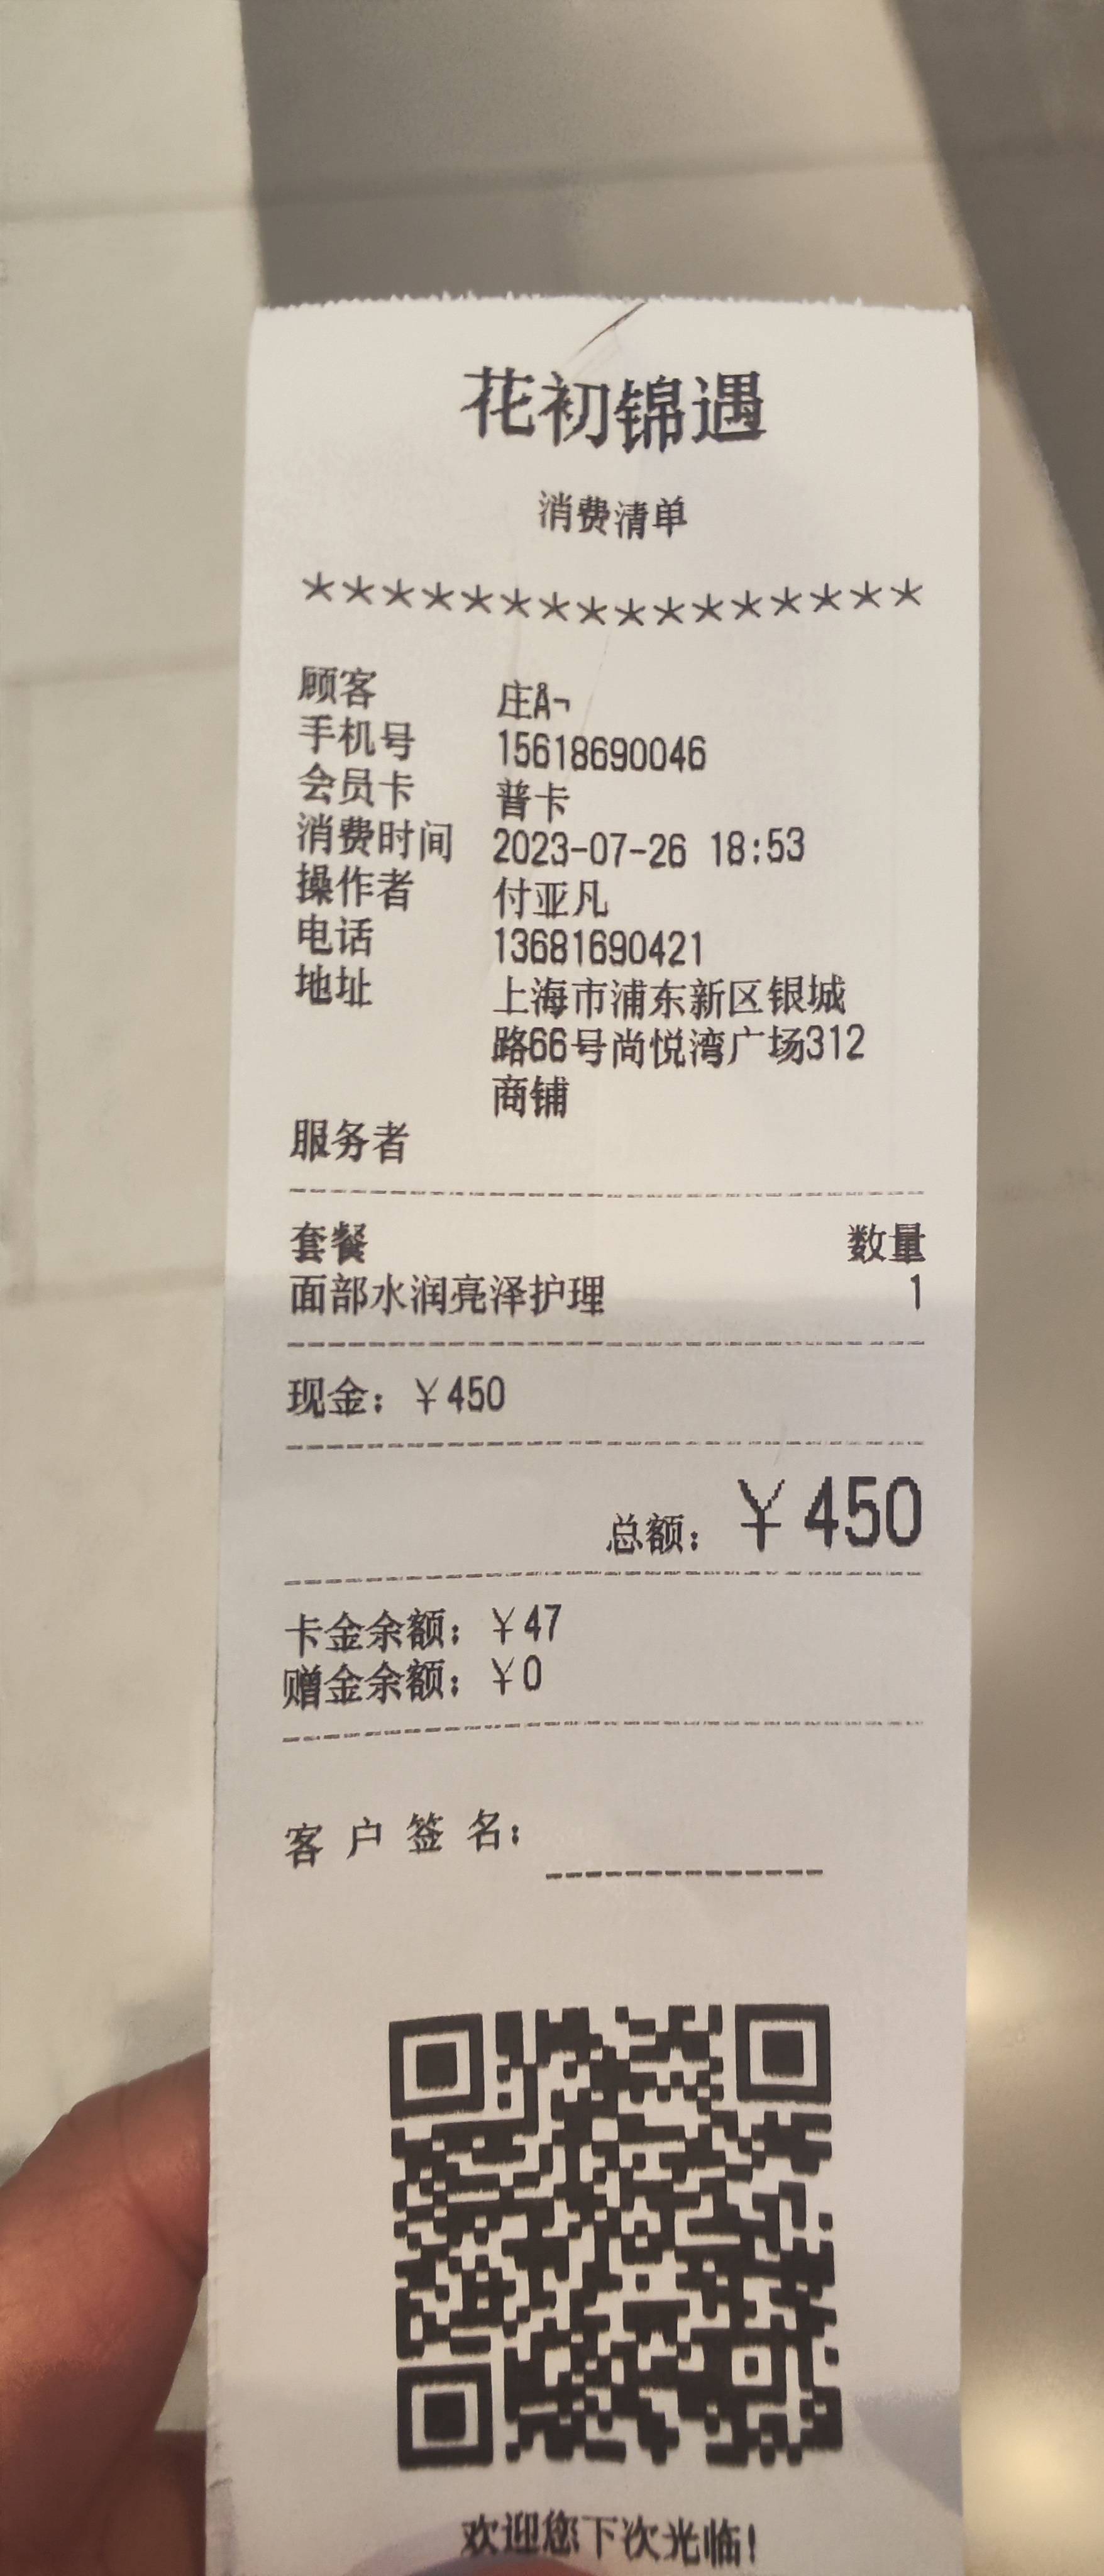 花初锦遇
消费清单
****************
顾客 庄Å¬
手机号 15618690046
会员卡 普卡
消费时间 2023-07-26 18:53
操作者 付亚凡
电话 13681690421
地址 上海市浦东新区银城
路66号尚悦湾广场312
商铺
服务者
套餐 数量
面部水润亮泽护理 1
现金：￥450
总额：￥450
卡金余额：￥47
赠金余额：￥0
客户签名：
欢迎您下次光临！